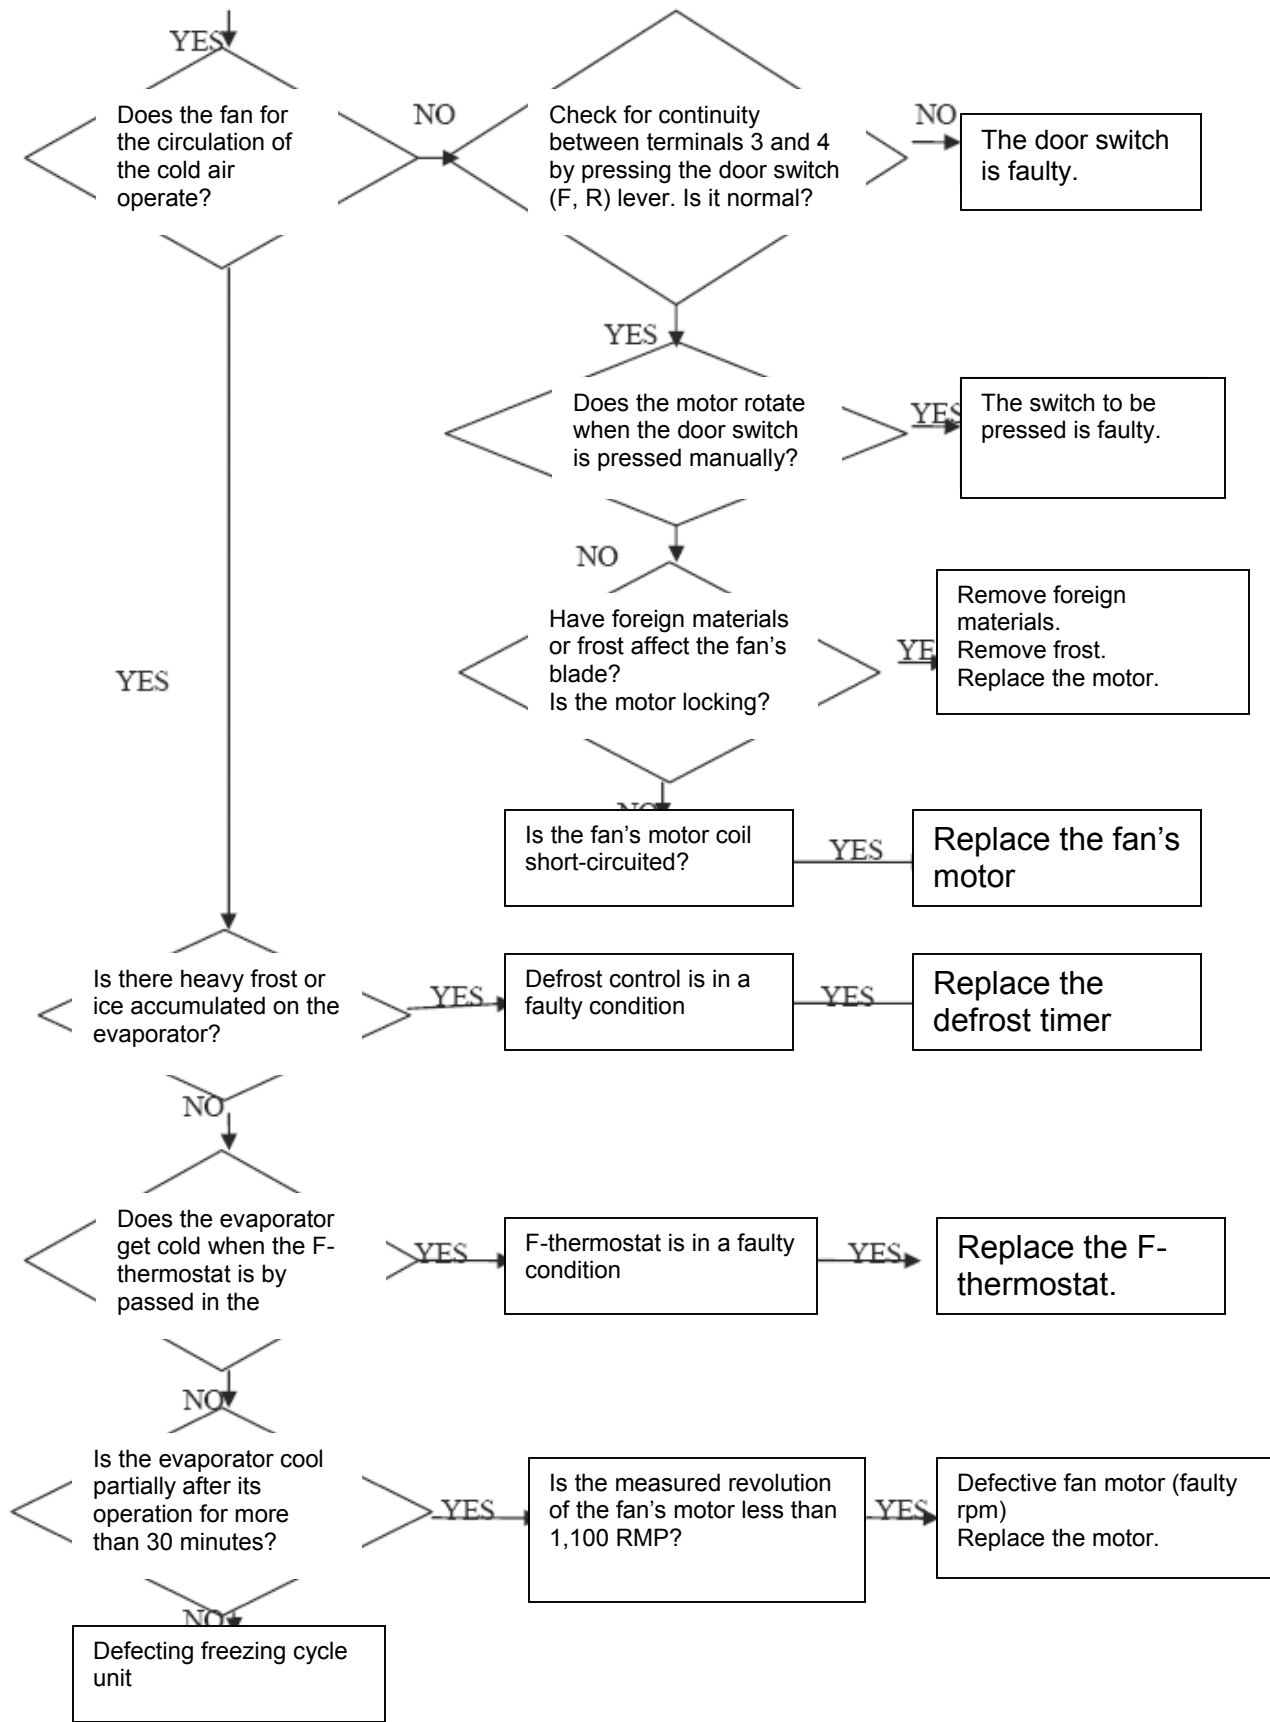 YES
Does the fan for
the circulation of
the cold air
operate?
NO
Check for continuity
between terminals 3 and 4
by pressing the door switch
(F, R) lever. Is it normal?
NO
The door switch
is faulty.
YES
Does the motor rotate
when the door switch
is pressed manually?
YES
The switch to be
pressed is faulty.
NO
Have foreign materials
or frost affect the fan’s
blade?
Is the motor locking?
YE
Remove foreign
materials.
Remove frost.
Replace the motor.
YES
NO
Is the fan’s motor coil
short-circuited?
YES
Replace the fan’s
motor
Is there heavy frost or
ice accumulated on the
evaporator?
YES
Defrost control is in a
faulty condition
YES
Replace the
defrost timer
NO
Does the evaporator
get cold when the F-
thermostat is by
passed in the
YES
F-thermostat is in a faulty
condition
YES
Replace the F-
thermostat.
NO
Is the evaporator cool
partially after its
operation for more
than 30 minutes?
YES
Is the measured revolution
of the fan’s motor less than
1,100 RMP?
YES
Defective fan motor (faulty
rpm)
Replace the motor.
NO
Defecting freezing cycle
unit